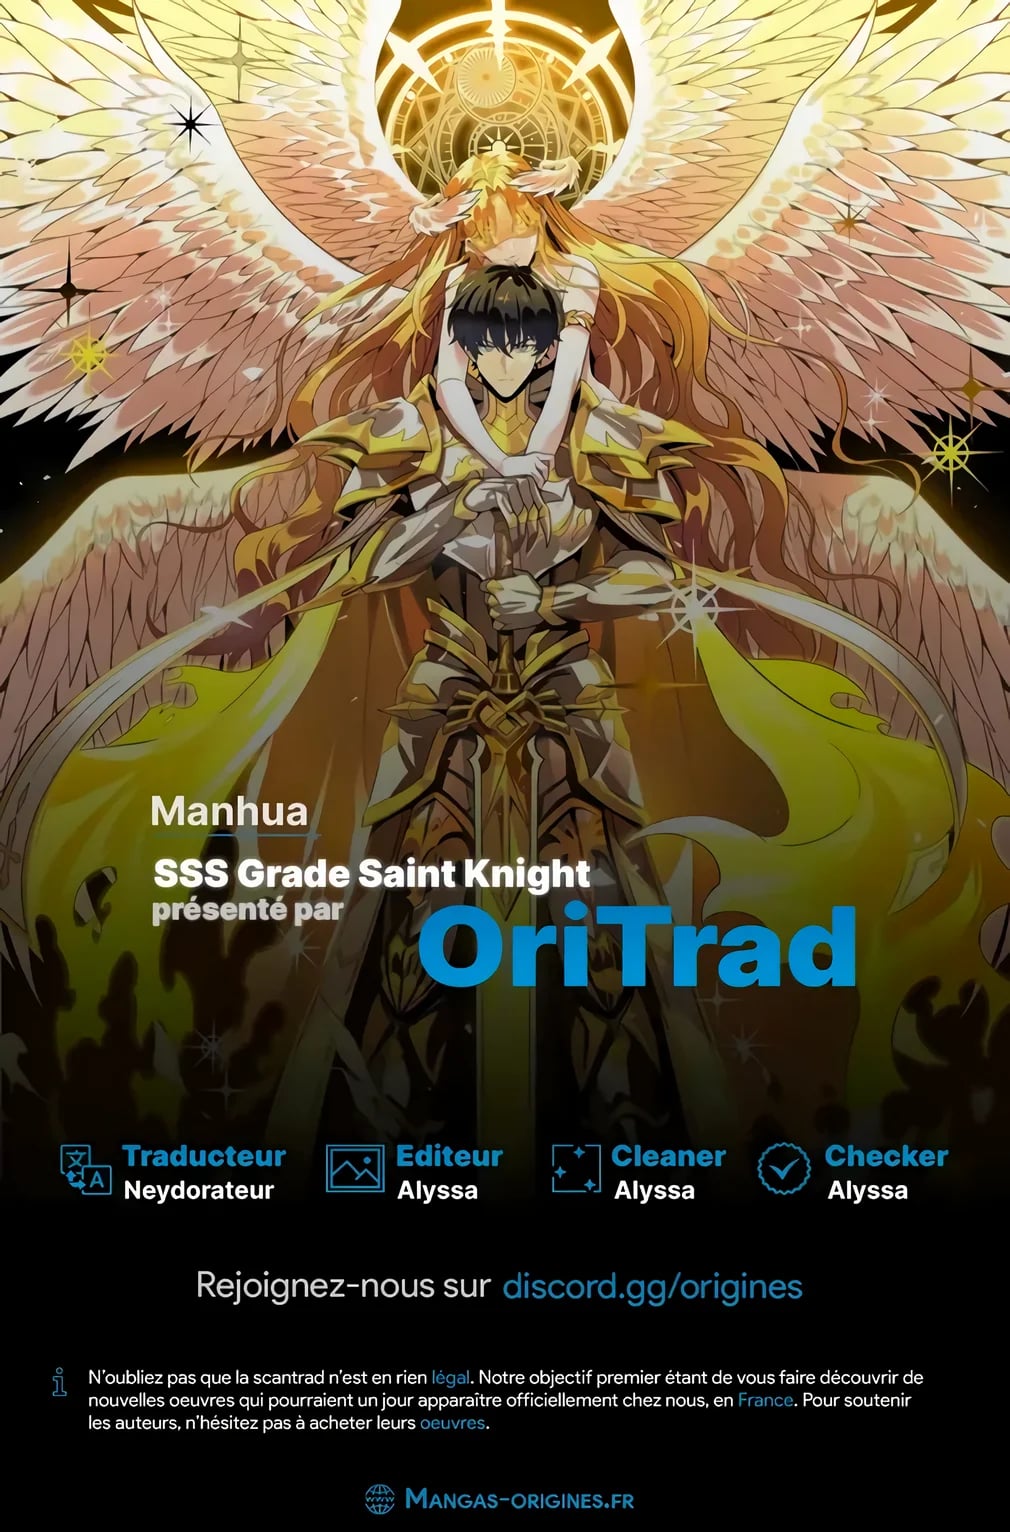 Manhua
SSS Grade Saint Knight
présenté par
OriTrad
Traducteur
Neydorateur
Editeur
Alyssa
Cleaner
Alyssa
Checker
Alyssa
Rejoignez-nous sur discord.gg/origines
N'oubliez pas que la scantrad n'est en rien légal. Notre objectif premier étant de vous faire découvrir de
nouvelles oeuvres qui pourraient un jour apparaître officiellement chez nous, en France. Pour soutenir
les auteurs, n'hésitez pas à acheter leurs oeuvres.
MANGAS-ORIGINES.FR